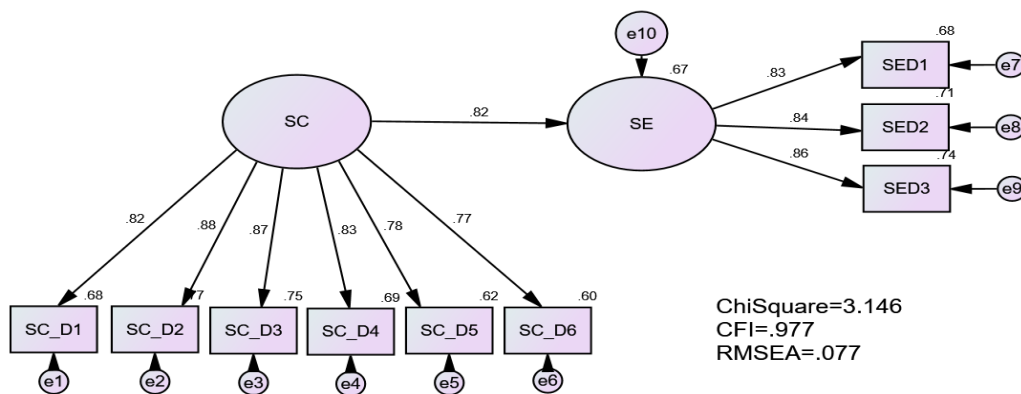 e10
.68
SED1
e7
.67
.83
.71
SC
.82
SE
.84
SED2
e8
.86
.74
SED3
e9
.82
.88
.87
.83
.78
.77
.68
.77
.75
.69
.62
.60
SC_D1
SC_D2
SC_D3
SC_D4
SC_D5
SC_D6
e1
e2
e3
e4
e5
e6
ChiSquare=3.146
CFI=.977
RMSEA=.077